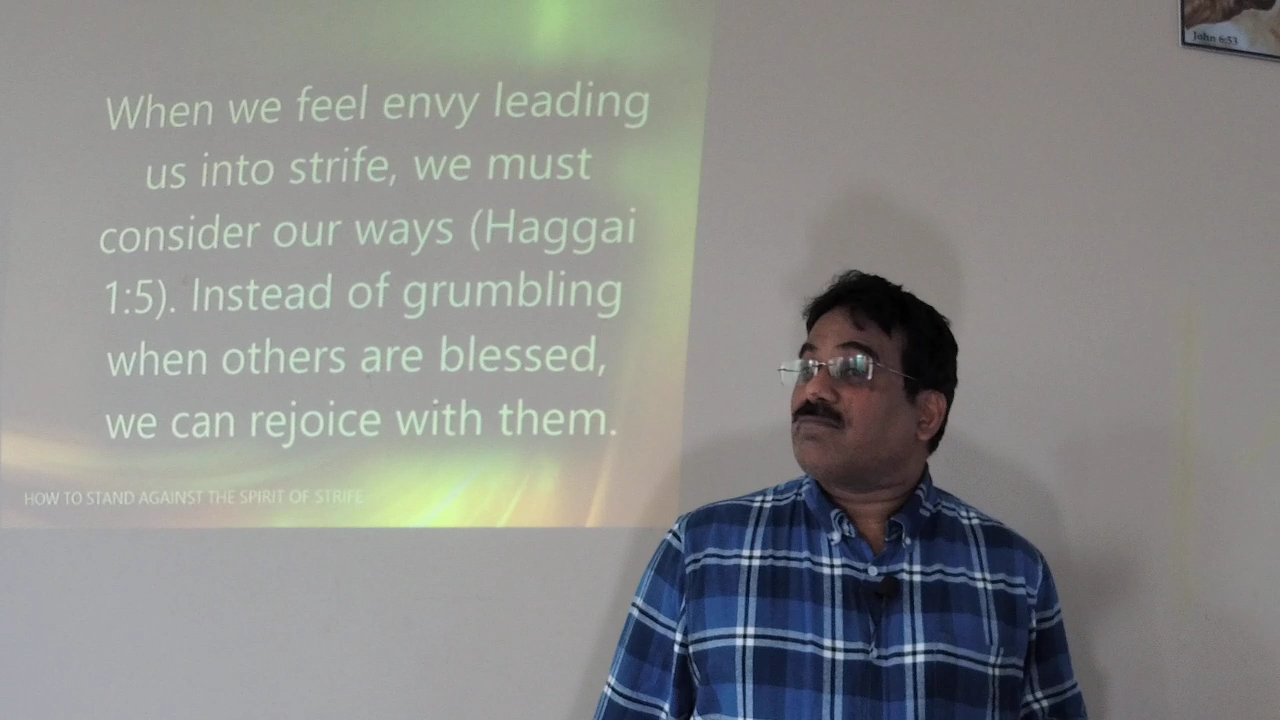 When we feel envy leading
us into strife, we must
consider our ways (Haggai
1:5). Instead of grumbling
when others are blessed,
we can rejoice with them.
HOW TO STAND AGAINST THE SPIRIT OF STRIFE
John 6:53